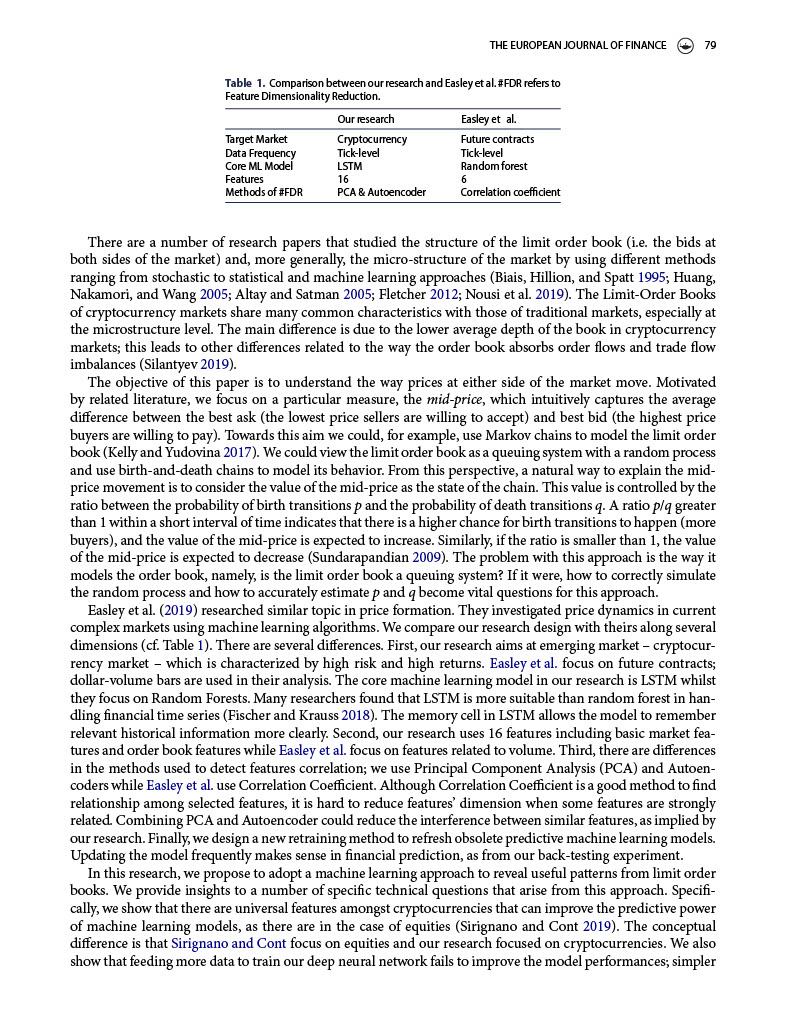 THE EUROPEAN JOURNAL OF FINANCE 79
Table 1. Comparison between our research and Easley et al. #FDR refers to
Feature Dimensionality Reduction.
Our research Easley et al.
Target Market Cryptocurrency Future contracts
Data Frequency Tick-level Tick-level
Core ML Model LSTM Random forest
Features 16 6
Methods of #FDR PCA & Autoencoder Correlation coefficient
There are a number of research papers that studied the structure of the limit order book (i.e. the bids at
both sides of the market) and, more generally, the micro-structure of the market by using different methods
ranging from stochastic to statistical and machine learning approaches (Biais, Hillion, and Spatt 1995; Huang,
Nakamori, and Wang 2005; Altay and Satman 2005; Fletcher 2012; Nousi et al. 2019). The Limit-Order Books
of cryptocurrency markets share many common characteristics with those of traditional markets, especially at
the microstructure level. The main difference is due to the lower average depth of the book in cryptocurrency
markets; this leads to other differences related to the way the order book absorbs order flows and trade flow
imbalances (Silantyev 2019).
The objective of this paper is to understand the way prices at either side of the market move. Motivated
by related literature, we focus on a particular measure, the mid-price, which intuitively captures the average
difference between the best ask (the lowest price sellers are willing to accept) and best bid (the highest price
buyers are willing to pay). Towards this aim we could, for example, use Markov chains to model the limit order
book (Kelly and Yudovina 2017). We could view the limit order book as a queuing system with a random process
and use birth-and-death chains to model its behavior. From this perspective, a natural way to explain the mid-
price movement is to consider the value of the mid-price as the state of the chain. This value is controlled by the
ratio between the probability of birth transitions p and the probability of death transitions q. A ratio p/q greater
than 1 within a short interval of time indicates that there is a higher chance for birth transitions to happen (more
buyers), and the value of the mid-price is expected to increase. Similarly, if the ratio is smaller than 1, the value
of the mid-price is expected to decrease (Sundarapandian 2009). The problem with this approach is the way it
models the order book, namely, is the limit order book a queuing system? If it were, how to correctly simulate
the random process and how to accurately estimate p and q become vital questions for this approach.
Easley et al. (2019) researched similar topic in price formation. They investigated price dynamics in current
complex markets using machine learning algorithms. We compare our research design with theirs along several
dimensions (cf. Table 1). There are several differences. First, our research aims at emerging market – cryptocur-
rency market – which is characterized by high risk and high returns. Easley et al. focus on future contracts;
dollar-volume bars are used in their analysis. The core machine learning model in our research is LSTM whilst
they focus on Random Forests. Many researchers found that LSTM is more suitable than random forest in han-
dling financial time series (Fischer and Krauss 2018). The memory cell in LSTM allows the model to remember
relevant historical information more clearly. Second, our research uses 16 features including basic market fea-
tures and order book features while Easley et al. focus on features related to volume. Third, there are differences
in the methods used to detect features correlation; we use Principal Component Analysis (PCA) and Autoen-
coders while Easley et al. use Correlation Coefficient. Although Correlation Coefficient is a good method to find
relationship among selected features, it is hard to reduce features’ dimension when some features are strongly
related. Combining PCA and Autoencoder could reduce the interference between similar features, as implied by
our research. Finally, we design a new retraining method to refresh obsolete predictive machine learning models.
Updating the model frequently makes sense in financial prediction, as from our back-testing experiment.
In this research, we propose to adopt a machine learning approach to reveal useful patterns from limit order
books. We provide insights to a number of specific technical questions that arise from this approach. Specifi-
cally, we show that there are universal features amongst cryptocurrencies that can improve the predictive power
of machine learning models, as there are in the case of equities (Sirignano and Cont 2019). The conceptual
difference is that Sirignano and Cont focus on equities and our research focused on cryptocurrencies. We also
show that feeding more data to train our deep neural network fails to improve the model performances; simpler